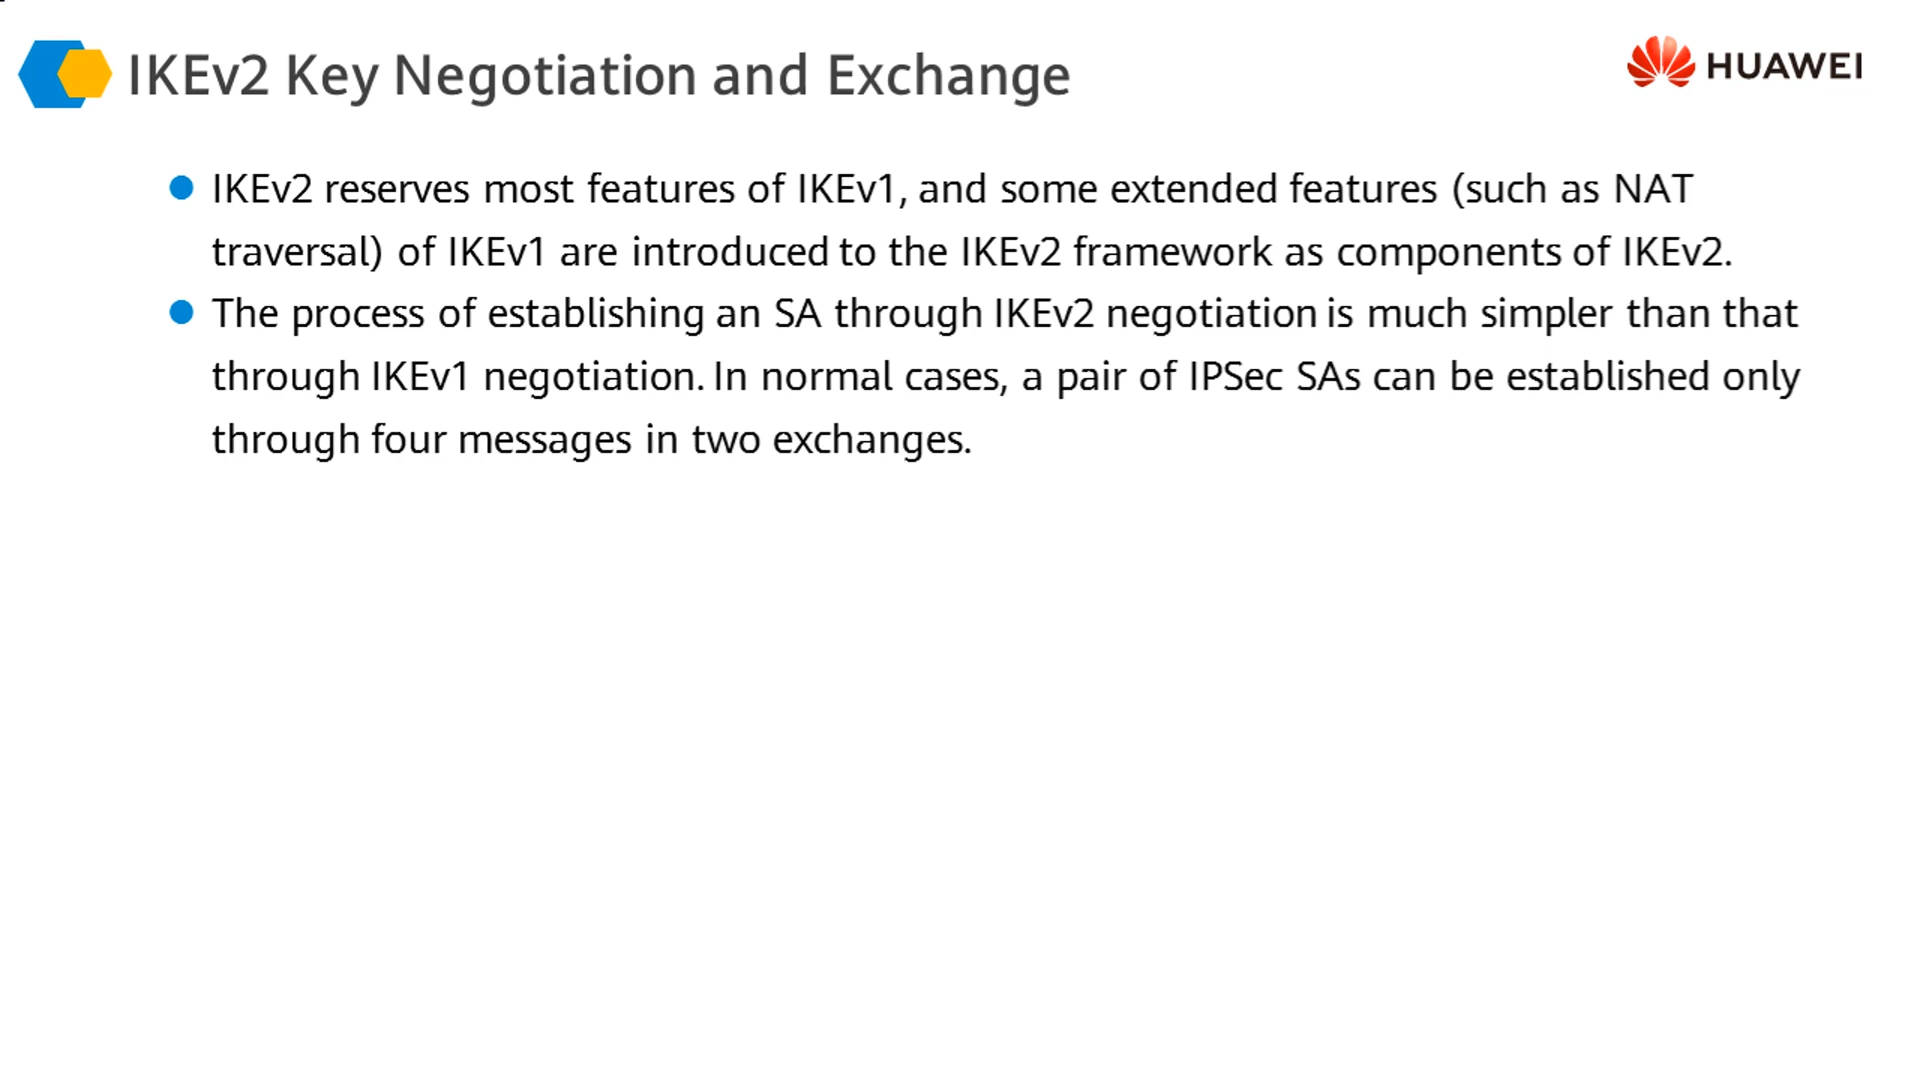 IKEv2 Key Negotiation and Exchange
HUAWEI
IKEv2 reserves most features of IKEv1, and some extended features (such as NAT
traversal) of IKEv1 are introduced to the IKEv2 framework as components of IKEv2.
The process of establishing an SA through IKEv2 negotiation is much simpler than that
through IKEv1 negotiation. In normal cases, a pair of IPSec SAs can be established only
through four messages in two exchanges.